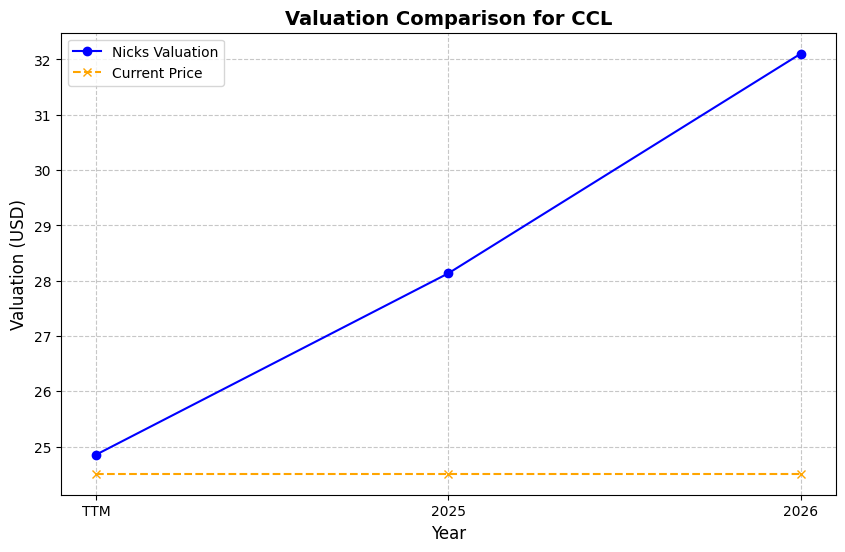 Valuation Comparison for CCL
Nicks Valuation
Current Price
Valuation (USD)
32
31
30
29
28
27
26
25
TTM
2025
2026
Year